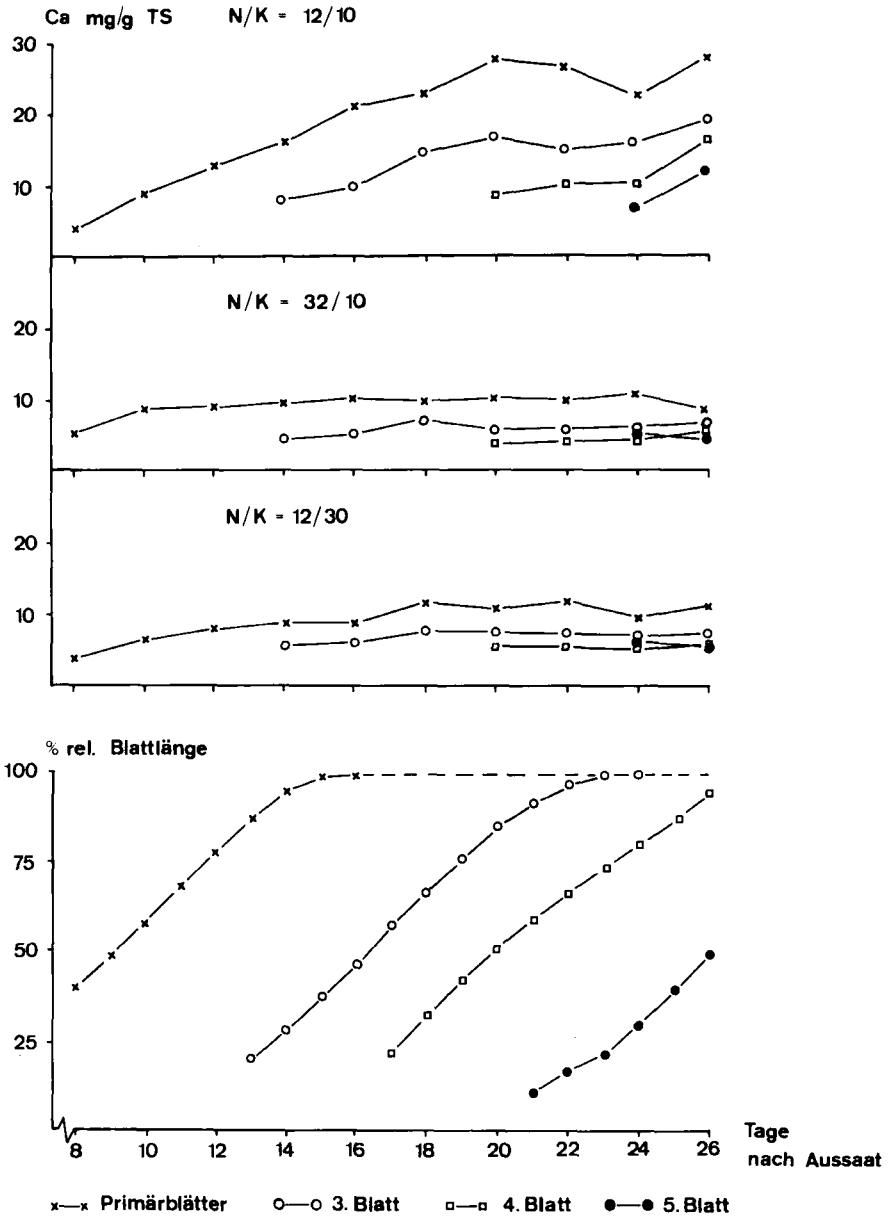 Ca mg/g TS N/K = 12/10
30
20
10
N/K = 32/10
20
10
N/K = 12/30
20
10
% rel. Blattlänge
100
75
50
25
8 10 12 14 16 18 20 22 24 26
Tage
nach Aussaat
Primärblätter 3. Blatt 4. Blatt 5. Blatt